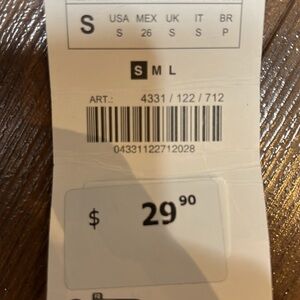 S USA MEX UK IT BR
S 26 S S P
S M L
ART.: 4331 / 122 / 712
04331122712028
$ 29 90